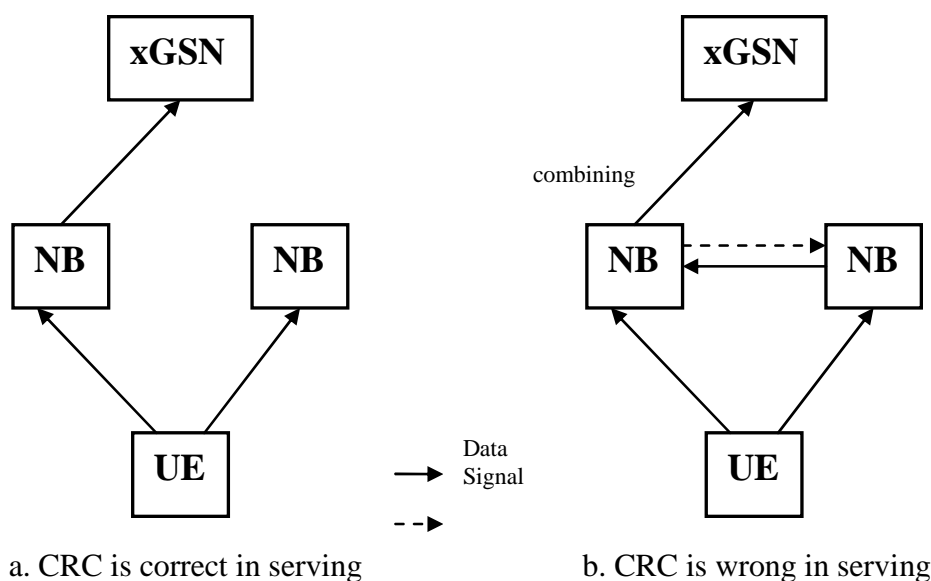 xGSN
xGSN
combining
NB
NB
NB
NB
UE
UE
Data
Signal
a. CRC is correct in serving
b. CRC is wrong in serving